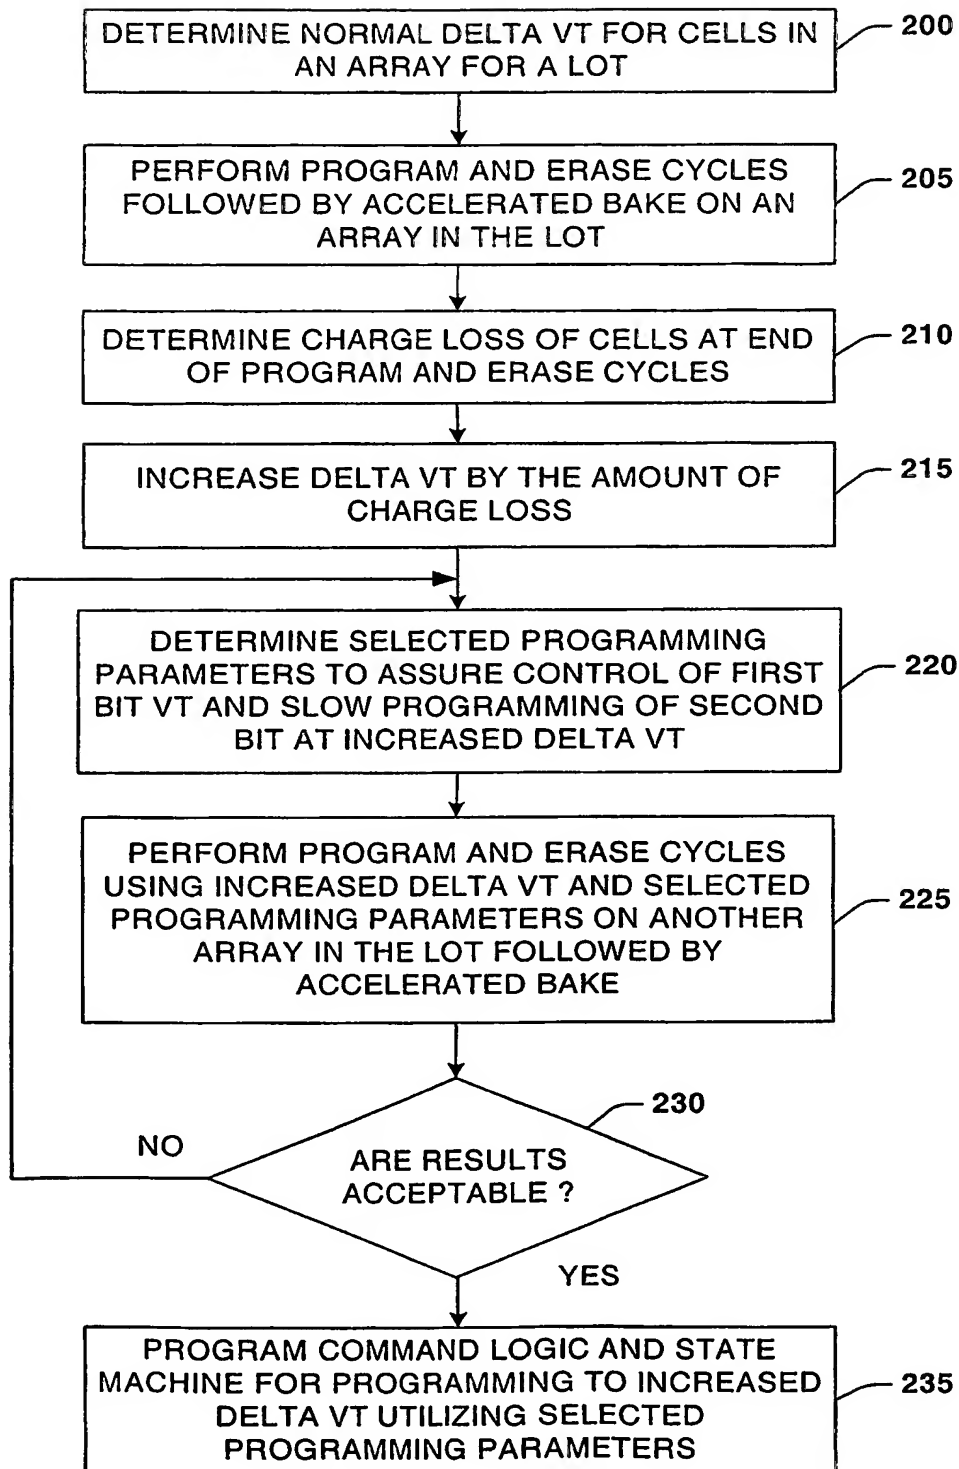 DETERMINE NORMAL DELTA VT FOR CELLS IN
AN ARRAY FOR A LOT
200
PERFORM PROGRAM AND ERASE CYCLES
FOLLOWED BY ACCELERATED BAKE ON AN
ARRAY IN THE LOT
205
DETERMINE CHARGE LOSS OF CELLS AT END
OF PROGRAM AND ERASE CYCLES
210
INCREASE DELTA VT BY THE AMOUNT OF
CHARGE LOSS
215
DETERMINE SELECTED PROGRAMMING
PARAMETERS TO ASSURE CONTROL OF FIRST
BIT VT AND SLOW PROGRAMMING OF SECOND
BIT AT INCREASED DELTA VT
220
PERFORM PROGRAM AND ERASE CYCLES
USING INCREASED DELTA VT AND SELECTED
PROGRAMMING PARAMETERS ON ANOTHER
ARRAY IN THE LOT FOLLOWED BY
ACCELERATED BAKE
225
230
NO
ARE RESULTS
ACCEPTABLE ?
YES
PROGRAM COMMAND LOGIC AND STATE
MACHINE FOR PROGRAMMING TO INCREASED
DELTA VT UTILIZING SELECTED
PROGRAMMING PARAMETERS
235